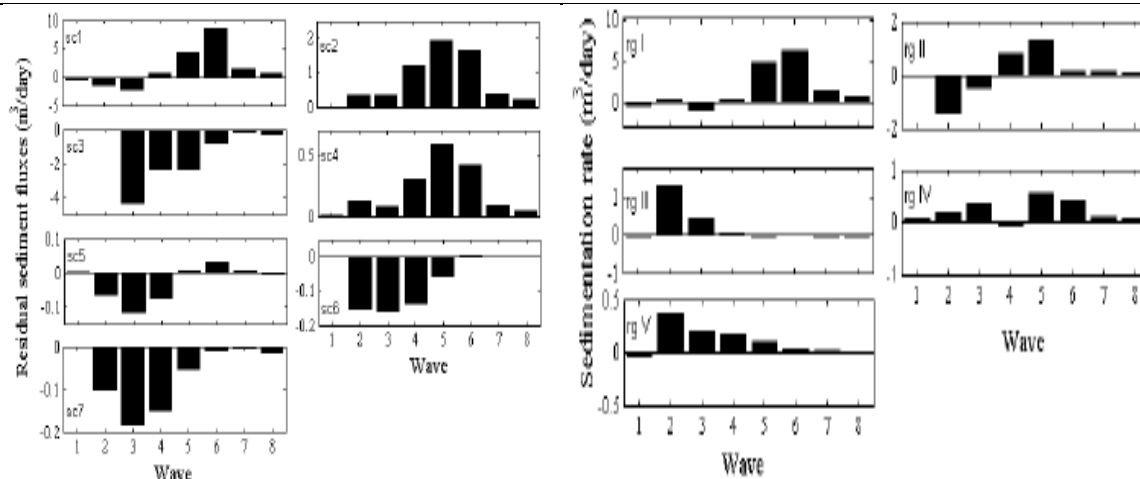 Residual sediment fluxes (m³/day)
10
5
0
-5
sc1
2
1
0
sc2
0
-2
-4
sc3
0.5
0
sc4
0.1
0
-0.1
sc5
0
-0.1
-0.2
sc6
1 2 3 4 5 6 7 8
Wave
0
-0.1
-0.2
sc7
1 2 3 4 5 6 7 8
Wave
Sedimentation rate (m³/day)
10
5
0
rg I
2
0
-2
rg II
1
0
-1
rg III
1
0
-1
rg IV
1 2 3 4 5 6 7 8
Wave
0.5
0
-0.5
rg V
1 2 3 4 5 6 7 8
Wave